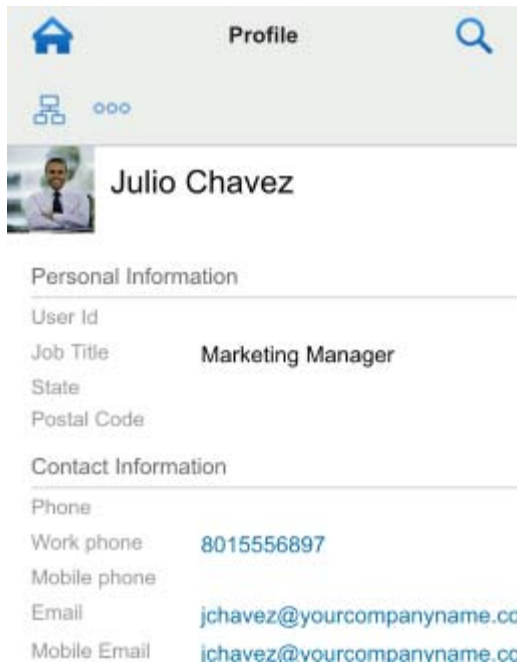 Profile
Julio Chavez
Personal Information
User Id
Job Title Marketing Manager
State
Postal Code
Contact Information
Phone
Work phone 8015556897
Mobile phone
Email jchavez@yourcompanyname.co
Mobile Email jchavez@yourcompanyname.co